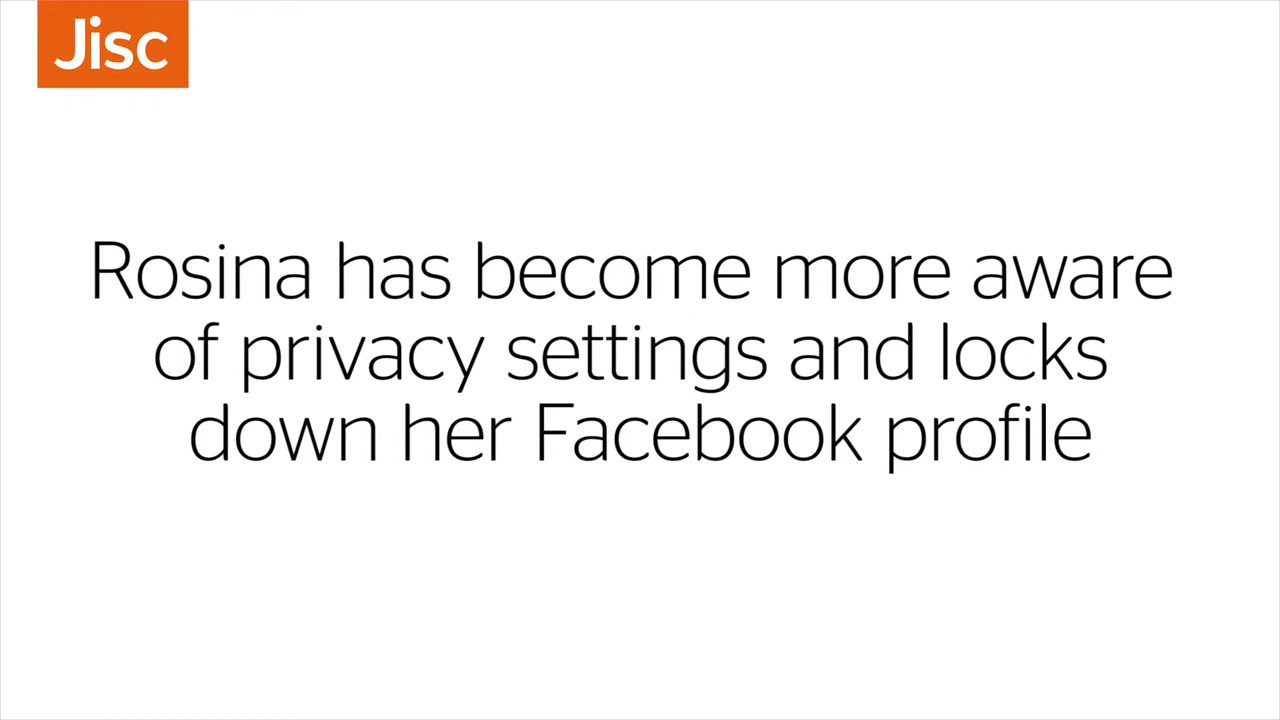 Jisc
Rosina has become more aware
of privacy settings and locks
down her Facebook profile